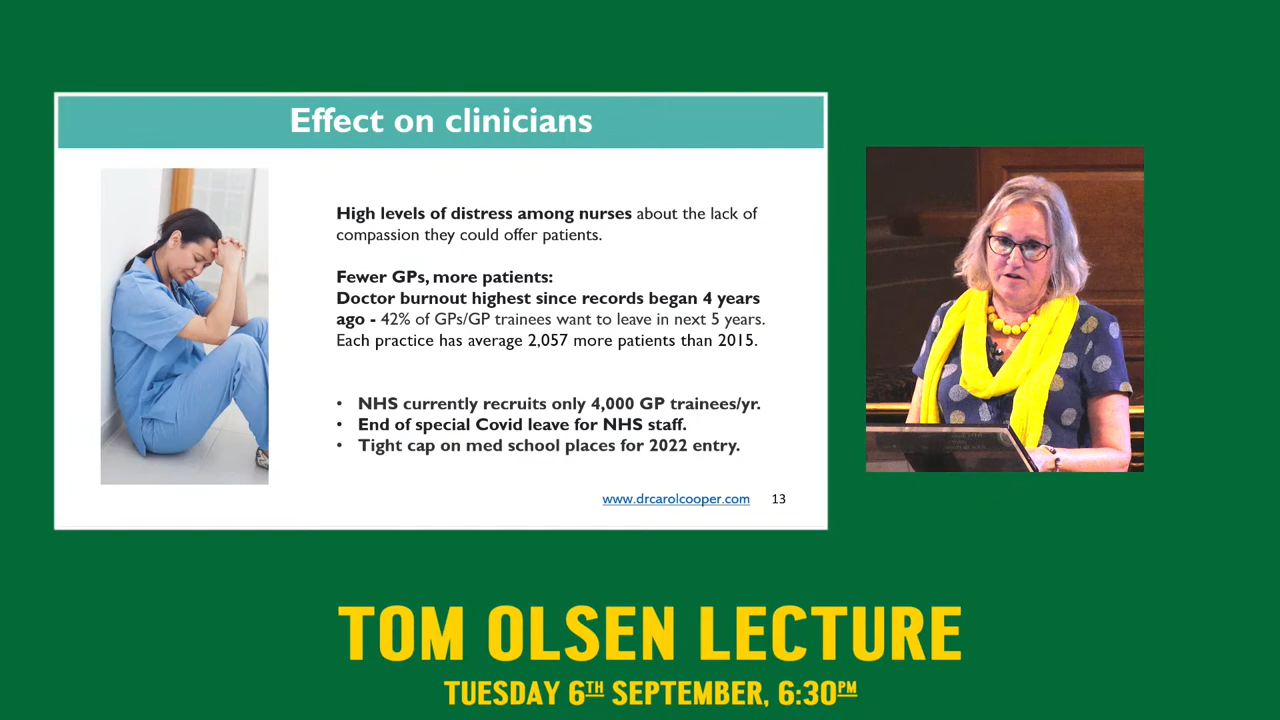 Effect on clinicians
High levels of distress among nurses about the lack of
compassion they could offer patients.
Fewer GPs, more patients:
Doctor burnout highest since records began 4 years
ago - 42% of GPs/GP trainees want to leave in next 5 years.
Each practice has average 2,057 more patients than 2015.
• NHS currently recruits only 4,000 GP trainees/yr.
• End of special Covid leave for NHS staff.
• Tight cap on med school places for 2022 entry.
www.drcarolcooper.com 13
TOM OLSEN LECTURE
TUESDAY 6TH SEPTEMBER, 6:30PM